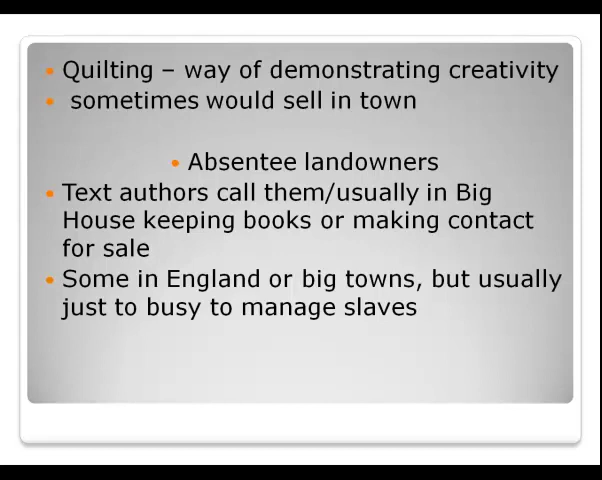 Quilting – way of demonstrating creativity
sometimes would sell in town
Absentee landowners
Text authors call them/usually in Big
House keeping books or making contact
for sale
Some in England or big towns, but usually
just to busy to manage slaves